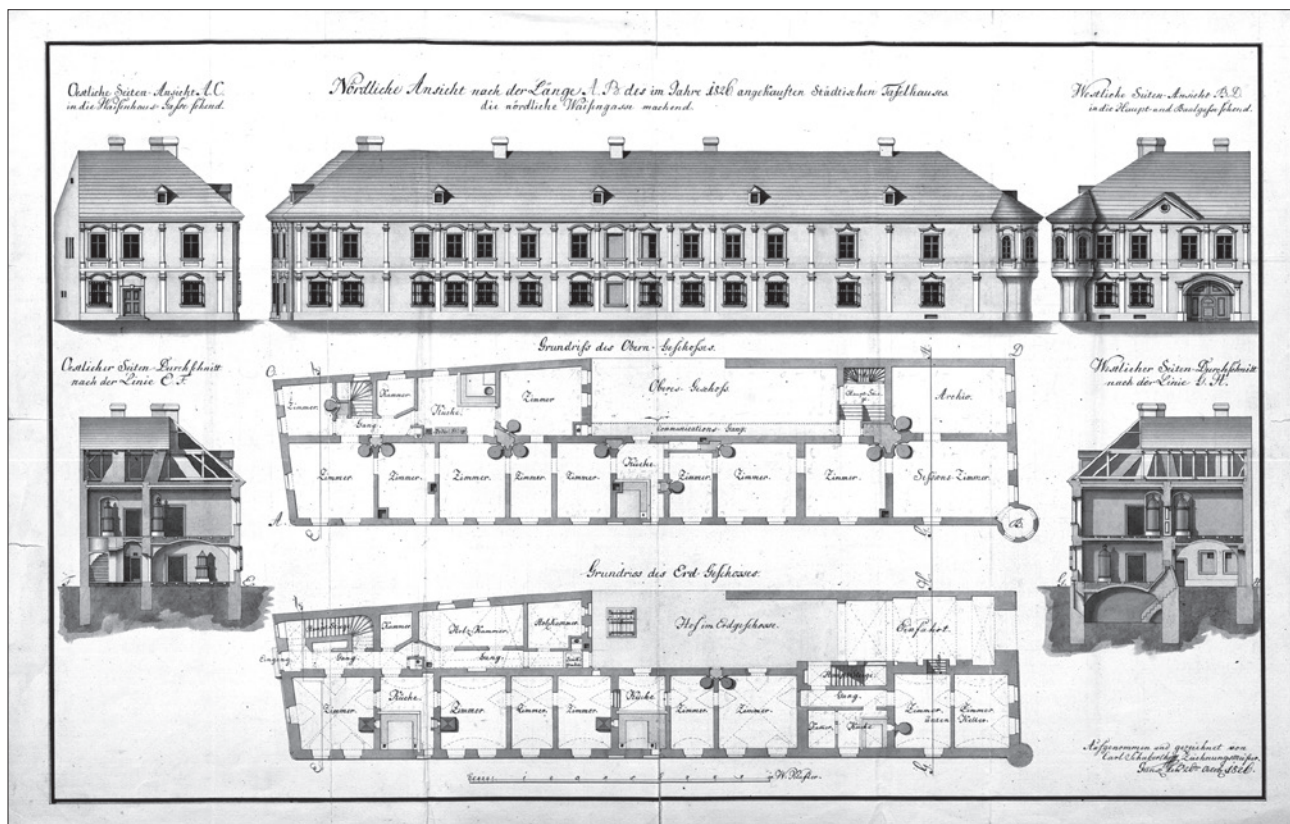 Oestliche Seiten-Ansicht A.C.
in die Waisenhaus-Gasse sehend.
Nördliche Ansicht nach der Länge A.B des im Jahre 1826 angekauften Städtischen Tafelhauses
die nördliche Waisengasse machend.
Westliche Seiten-Ansicht B.D.
in die Haupt- und sehend.
Grundriss des Obern-Geschosses.
Oestlicher Seiten-Durchschnitt
nach der Linie E.F.
Westlicher Seiten-Durchschnitt
nach der Linie G.H.
C
D
Zimmer.
Kammer
Gang.
Küche.
Zimmer
Oberes-Geschoss.
Communications-Gang.
Archiv.
Zimmer.
Zimmer.
Zimmer.
Zimmer.
Zimmer.
Küche
Zimmer.
Zimmer.
Zimmer.
Sessions-Zimmer.
A.
B
Grundriss des Erd-Geschosses.
Kammer
Holz-Kammer.
Holzkammer.
Hof im Erdgeschosse.
Einfahrt.
Eingang.
Gang.
Gang.
Gang.
Zimmer.
Küche.
Zimmer.
Zimmer.
Zimmer.
Küche
Zimmer.
Zimmer.
Küche
Zimmer.
Zimmer.
Keller.
W. Klafter.
Aufgenommen und gezeichnet von
Carl
1826.